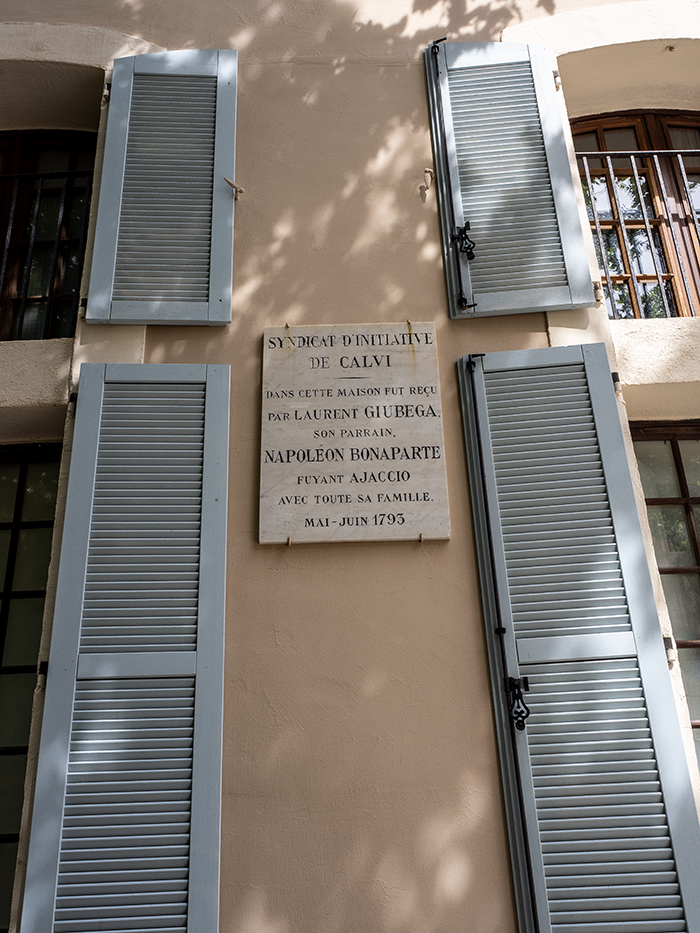 SYNDICAT D'INITIATIVE
DE CALVI
DANS CETTE MAISON FUT REÇU
PAR LAURENT GIUBEGA,
SON PARRAIN,
NAPOLÉON BONAPARTE
FUYANT AJACCIO
AVEC TOUTE SA FAMILLE.
MAI-JUIN 1793